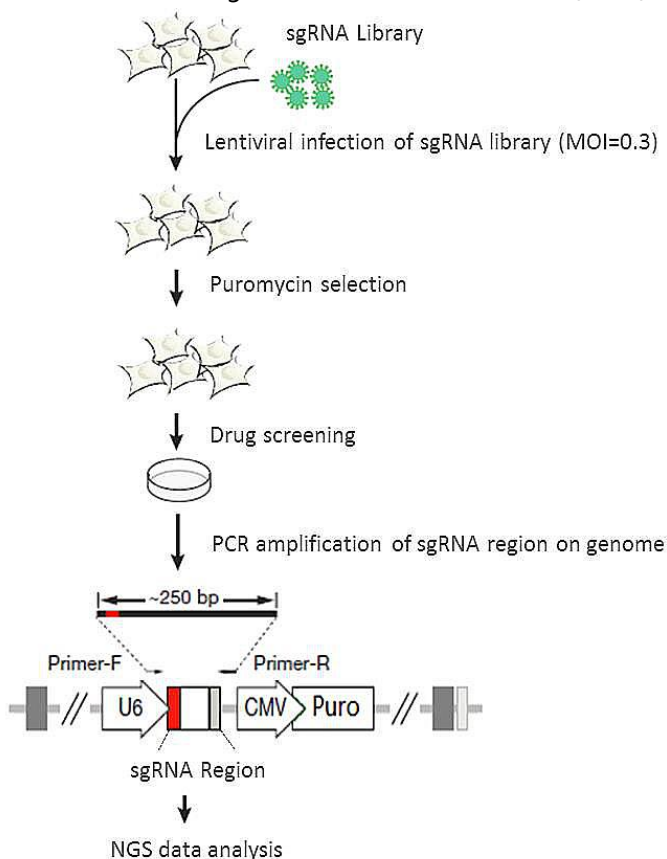 sgRNA Library
Lentiviral infection of sgRNA library (MOI=0.3)
Puromycin selection
Drug screening
PCR amplification of sgRNA region on genome
~250 bp
Primer-F Primer-R
U6 CMV Puro
sgRNA Region
NGS data analysis